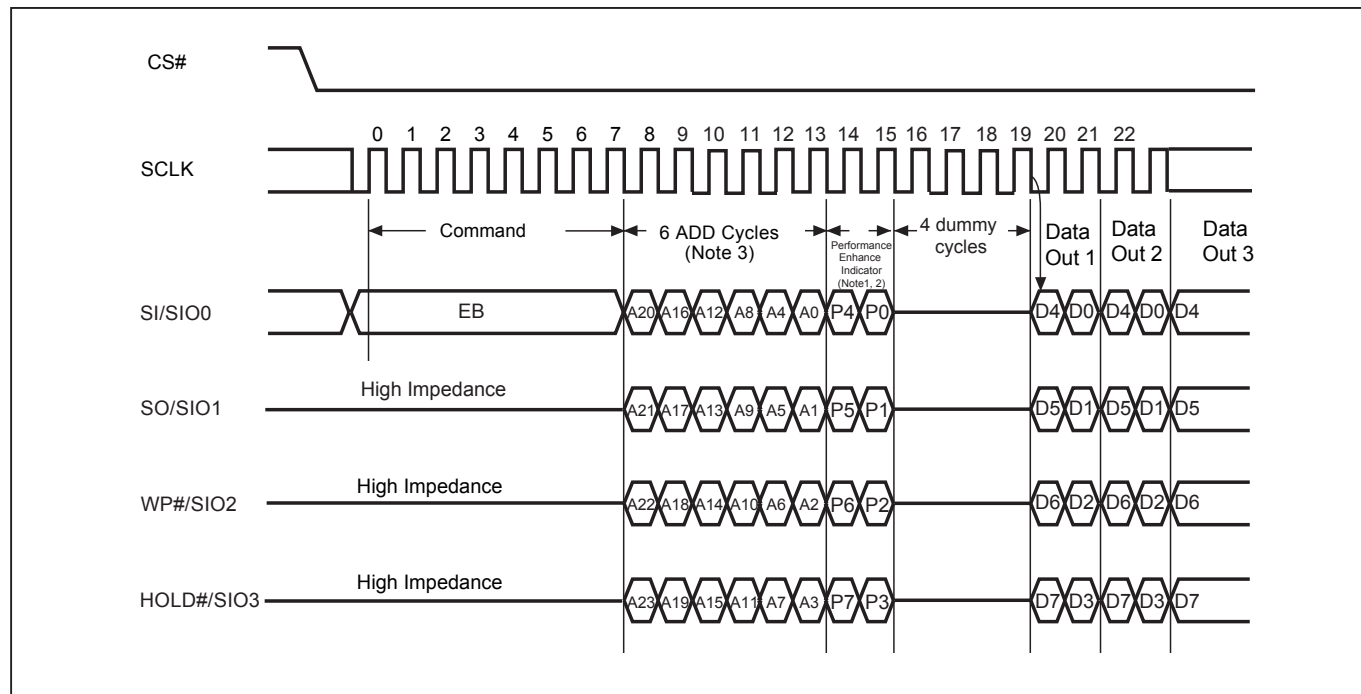 CS#
0 1 2 3 4 5 6 7 8 9 10 11 12 13 14 15 16 17 18 19 20 21 22
SCLK
Command
6 ADD Cycles
(Note 3)
Performance
Enhance
Indicator
(Note1, 2)
4 dummy
cycles
Data
Out 1
Data
Out 2
Data
Out 3
SI/SIO0 EB A20 A16 A12 A8 A4 A0 P4 P0 D4 D0 D4 D0 D4
SO/SIO1 High Impedance A21 A17 A13 A9 A5 A1 P5 P1 D5 D1 D5 D1 D5
WP#/SIO2 High Impedance A22 A18 A14 A10 A6 A2 P6 P2 D6 D2 D6 D2 D6
HOLD#/SIO3 High Impedance A23 A19 A15 A11 A7 A3 P7 P3 D7 D3 D7 D3 D7